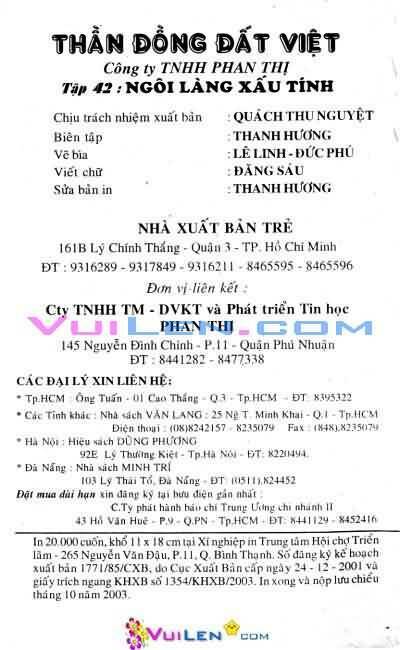 THẦN ĐỒNG ĐẤT VIỆT
Công ty TNHH PHAN THỊ
Tập 42 : NGÔI LÀNG XẤU TÍNH
Chịu trách nhiệm xuất bản : QUÁCH THU NGUYỆT
Biên tập : THANH HƯƠNG
Vẽ bìa : LÊ LINH - ĐỨC PHÚ
Viết chữ : ĐĂNG SÁU
Sửa bản in : THANH HƯƠNG
NHÀ XUẤT BẢN TRẺ
161B Lý Chính Thắng - Quận 3 - TP. Hồ Chí Minh
ĐT : 9316289 - 9317849 - 9316211 - 8465595 - 8465596
Đơn vị liên kết :
Cty TNHH TM - DVKT và Phát triển Tin học
PHAN THỊ
VuiLen.com
145 Nguyễn Đình Chính - P.11 - Quận Phú Nhuận
ĐT : 8441282 - 8477338
CÁC ĐẠI LÝ XIN LIÊN HỆ:
* Tp.HCM : Ông Tuấn - 01 Cao Thắng - Q.3 - Tp.HCM - ĐT: 8395322
* Các Tỉnh khác : Nhà sách VĂN LANG : 25 Ng T. Minh Khai - Q.1 - Tp.HCM
Điện thoại : (08)8242157 - 8235079 Fax : (848).8235079
* Hà Nội : Hiệu sách DŨNG PHƯƠNG
92E Lý Thường Kiệt - Tp.Hà Nội - ĐT: 8220494.
* Đà Nẵng : Nhà sách MINH TRÍ
103 Lý Thái Tổ, Đà Nẵng - ĐT: (0511).824452
Đặt mua dài hạn xin đăng ký tại bưu điện gần nhất :
C.Ty phát hành báo chí Trung Ương chi nhánh II
43 Hồ Văn Huê - P.9 - Q.PN - Tp.HCM - ĐT: 8441129 - 8452416
In 20.000 cuốn, khổ 11 x 18 cm tại Xí nghiệp in Trung tâm Hội chợ Triển
lãm - 265 Nguyễn Văn Đậu, P.11, Q. Bình Thạnh. Số đăng ký kế hoạch
xuất bản 1771/85/CXB, do Cục Xuất Bản cấp ngày 24 - 12 - 2001 và
giấy trích ngang KHXB số 1354/KHXB/2003. In xong và nộp lưu chiểu
tháng 10 năm 2003.
VuiLen.com